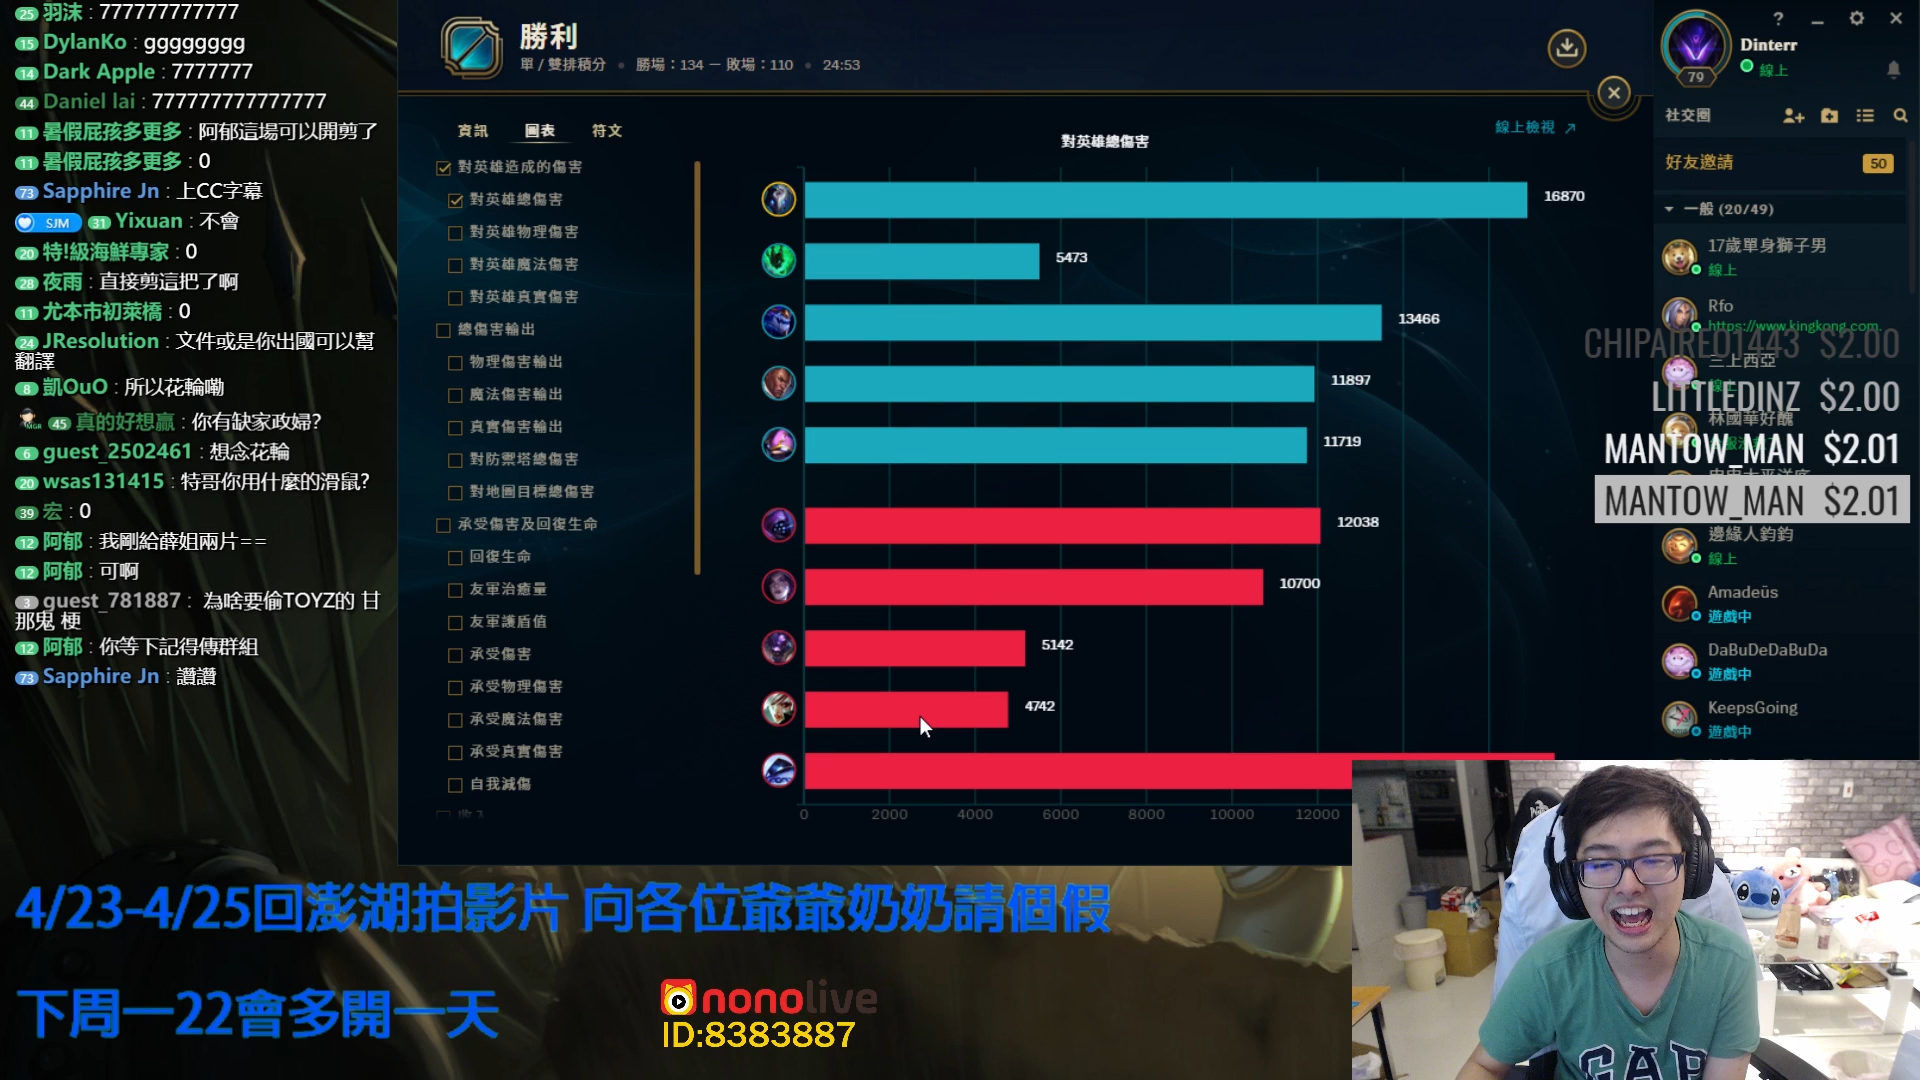 25 羽沫 : 777777777777
15 DylanKo : gggggggg
14 Dark Apple : 7777777
44 Daniel lai : 777777777777777
11 暑假屁孩多更多 : 阿郁這場可以開剪了
11 暑假屁孩多更多 : 0
73 Sapphire Jn : 上CC字幕
SJM 31 Yixuan : 不會
20 特!級海鮮專家 : 0
28 夜雨 : 直接剪這把了啊
11 尤本市初萊橋 : 0
24 JResolution : 文件或是你出國可以幫
翻譯
8 凱OuO : 所以花輪嘞
45 真的好想贏 : 你有缺家政婦?
6 guest_2502461 : 想念花輪
20 wsas131415 : 特哥你用什麼的滑鼠?
39 宏 : 0
12 阿郁 : 我剛給薛姐兩片==
12 阿郁 : 可啊
3 guest_781887 : 為啥要偷TOYZ的 甘
那鬼 梗
12 阿郁 : 你等下記得傳群組
73 Sapphire Jn : 讚讚
勝利
單 / 雙排積分 • 勝場：134 － 敗場：110 • 24:53
資訊 圖表 符文
線上檢視
對英雄造成的傷害
對英雄總傷害
對英雄物理傷害
對英雄魔法傷害
對英雄真實傷害
總傷害輸出
物理傷害輸出
魔法傷害輸出
真實傷害輸出
對防禦塔總傷害
對地圖目標總傷害
承受傷害及回復生命
回復生命
友軍治癒量
友軍護盾值
承受傷害
承受物理傷害
承受魔法傷害
承受真實傷害
自我減傷
收入
對英雄總傷害
16870
5473
13466
11897
11719
12038
10700
5142
4742
0 2000 4000 6000 8000 10000 12000
?
Dinterr
79
線上
社交圈
好友邀請 50
一般 (20/49)
17歲單身獅子男
線上
Rfo
https://www.kingkong.com.
CHIPAIRE01443 $2.00
三上西亞
LITTLEDINZ $2.00
林國華好醜
MANTOW_MAN $2.01
MANTOW_MAN $2.01
邊緣人鈞鈞
線上
Amadeüs
遊戲中
DaBuDeDaBuDa
遊戲中
KeepsGoing
遊戲中
4/23-4/25回澎湖拍影片 向各位爺爺奶奶請個假
下周一22會多開一天
nonolive
ID:8383887
GAP